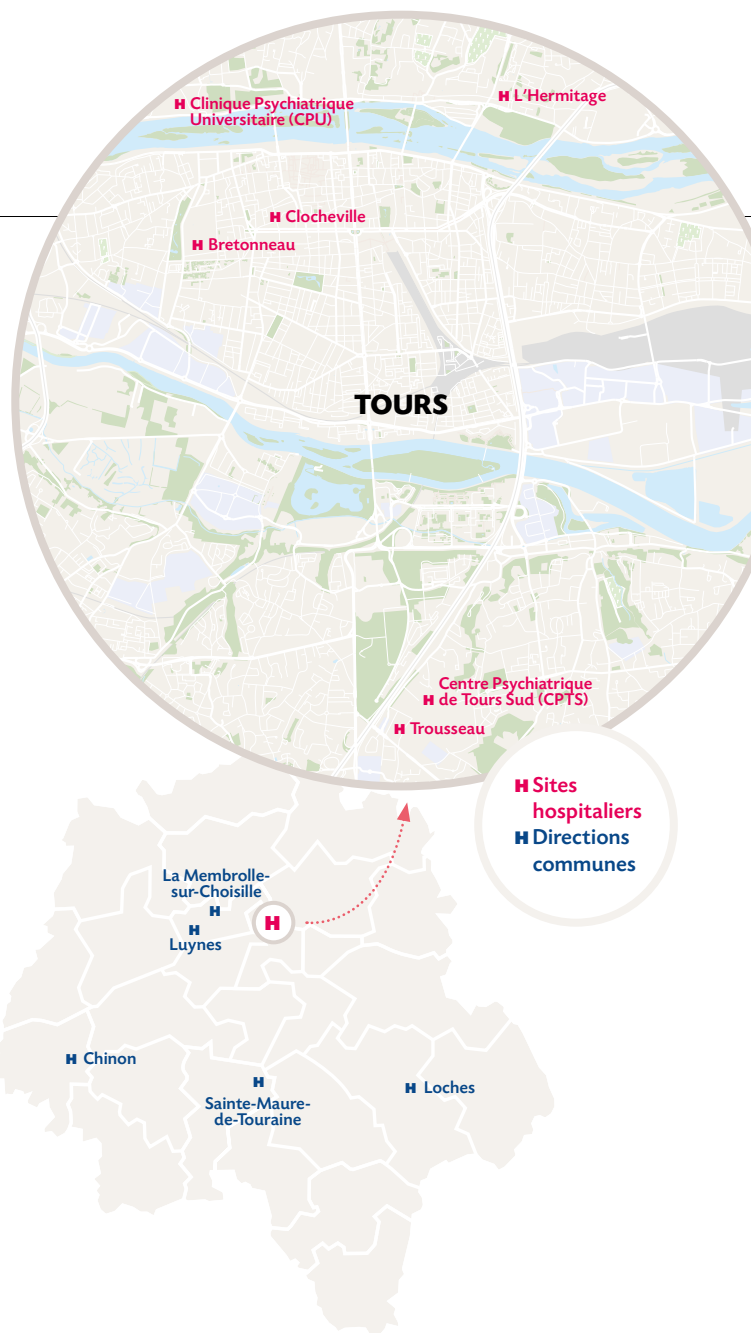 H Clinique Psychiatrique
Universitaire (CPU)
H L'Hermitage
H Clocheville
H Bretonneau
TOURS
Centre Psychiatrique
H de Tours Sud (CPTS)
H Trousseau
H Sites
hospitaliers
H Directions
communes
La Membrolle-
sur-Choisille
H
H
H
Luynes
H Chinon
H
Sainte-Maure-
de-Touraine
H Loches